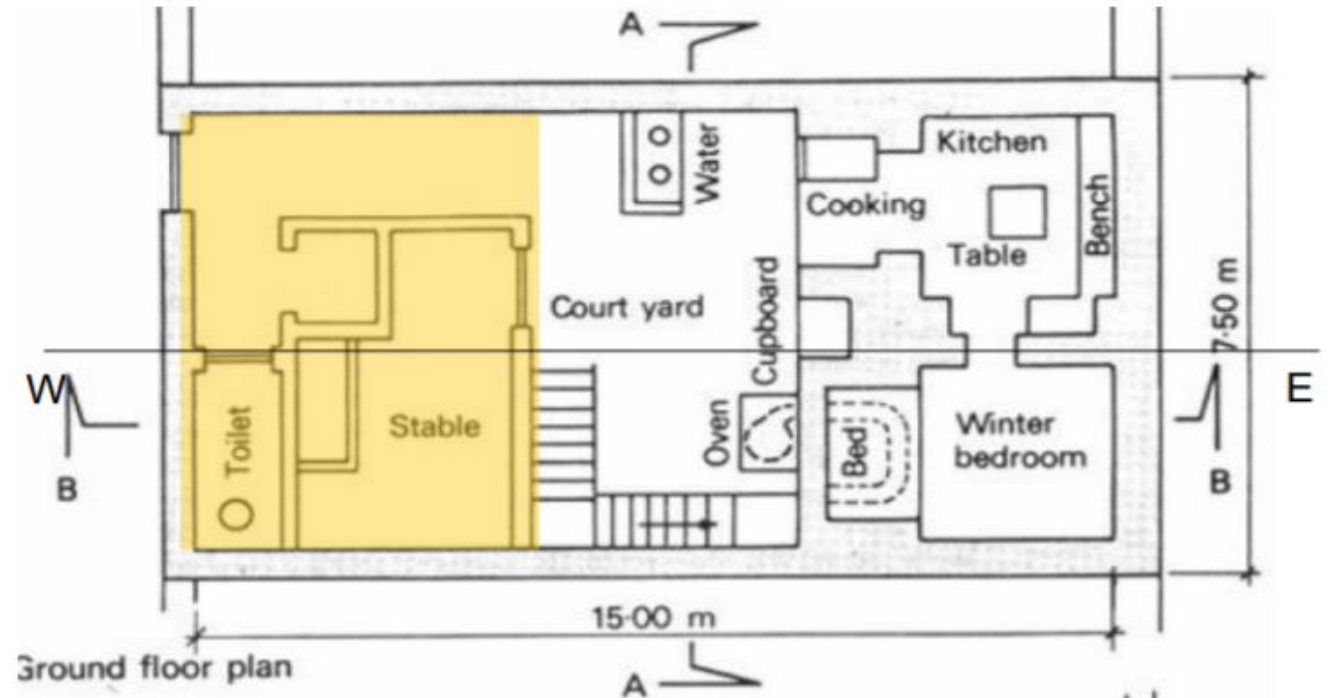 A
Kitchen
Water
Cooking
Bench
Table
Court yard
Cupboard
7·50 m
W
E
Toilet
Stable
Oven
Bed
Winter
bedroom
B
B
15·00 m
Ground floor plan
A